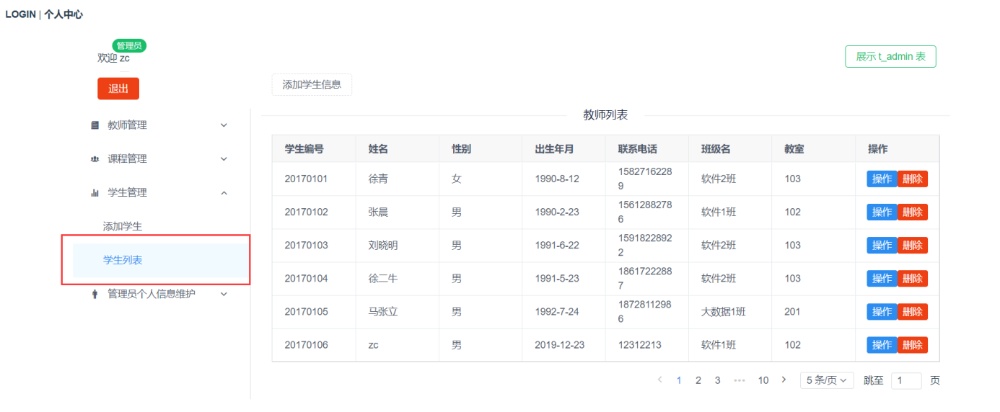 LOGIN | 个人中心
管理员
欢迎 zc
展示 t_admin 表
退出
添加学生信息
教师列表
教师管理
课程管理
学生管理
添加学生
学生列表
管理员个人信息维护
学生编号 姓名 性别 出生年月 联系电话 班级名 教室 操作
20170101 徐青 女 1990-8-12 15827162289 软件2班 103 操作 删除
20170102 张晨 男 1990-2-23 15612882786 软件1班 102 操作 删除
20170103 刘晓明 男 1991-6-22 15918228922 软件2班 103 操作 删除
20170104 徐二牛 男 1991-5-23 18617222887 软件2班 103 操作 删除
20170105 马张立 男 1992-7-24 18728112986 大数据1班 201 操作 删除
20170106 zc 男 2019-12-23 12312213 软件1班 102 操作 删除
1 2 3 ··· 10 5 条/页 跳至 1 页